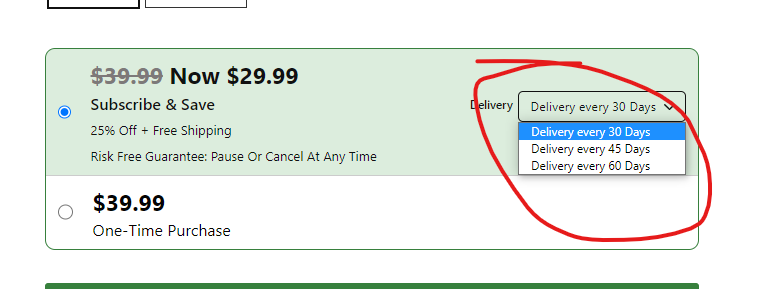 $39.99 Now $29.99
Subscribe & Save
25% Off + Free Shipping
Risk Free Guarantee: Pause Or Cancel At Any Time
Delivery
Delivery every 30 Days
Delivery every 30 Days
Delivery every 45 Days
Delivery every 60 Days
$39.99
One-Time Purchase